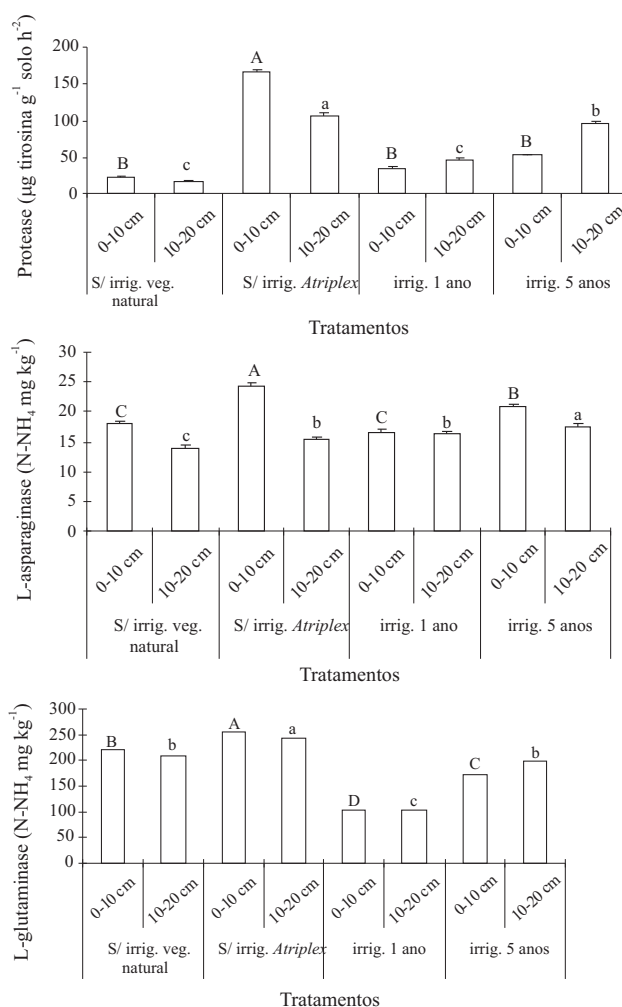 Protease (µg tirosina g⁻¹ solo h⁻²)
200
150
100
50
0
B
c
A
a
B
c
B
b
0-10 cm
10-20 cm
0-10 cm
10-20 cm
0-10 cm
10-20 cm
0-10 cm
10-20 cm
S/ irrig. veg. natural
S/ irrig. Atriplex
irrig. 1 ano
irrig. 5 anos
Tratamentos
L-asparaginase (N-NH₄ mg kg⁻¹)
30
25
20
15
10
5
0
C
c
A
b
C
b
B
a
0-10 cm
10-20 cm
0-10 cm
10-20 cm
0-10 cm
10-20 cm
0-10 cm
10-20 cm
S/ irrig. veg. natural
S/ irrig. Atriplex
irrig. 1 ano
irrig. 5 anos
Tratamentos
L-glutaminase (N-NH₄ mg kg⁻¹)
300
250
200
150
100
50
0
B
b
A
a
D
c
C
b
0-10 cm
10-20 cm
0-10 cm
10-20 cm
0-10 cm
10-20 cm
0-10 cm
10-20 cm
S/ irrig. veg. natural
S/ irrig. Atriplex
irrig. 1 ano
irrig. 5 anos
Tratamentos